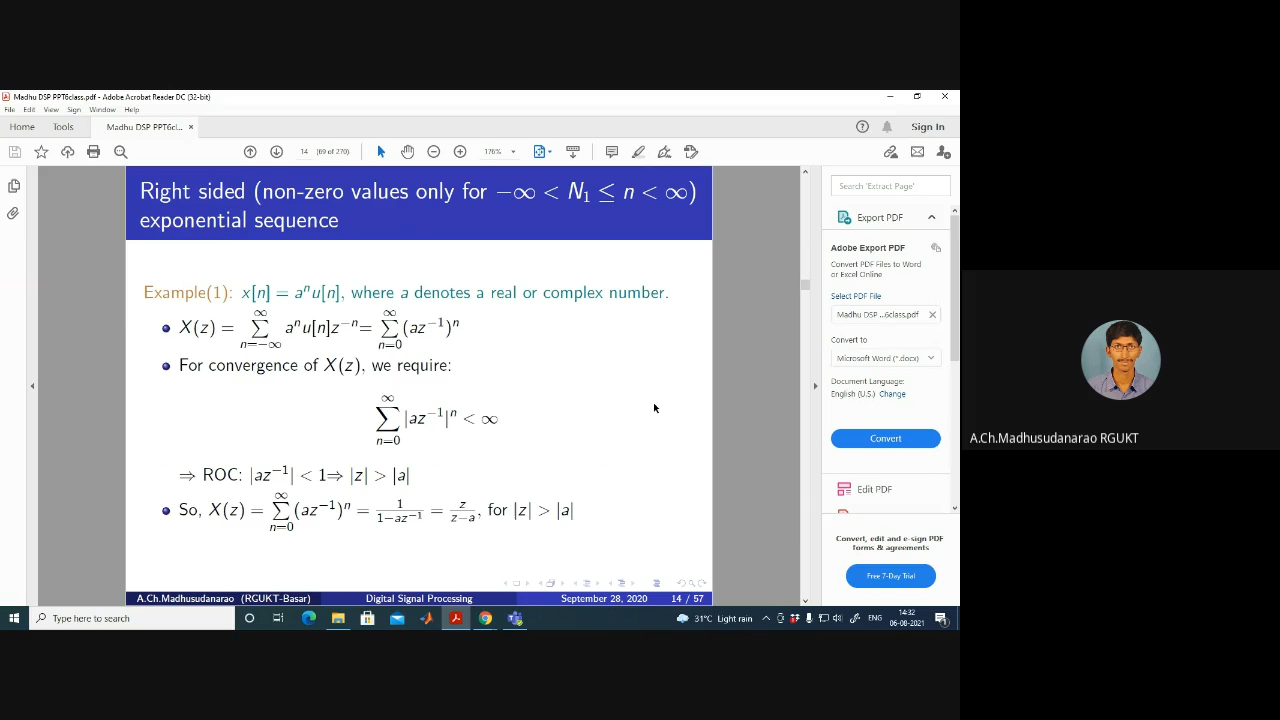 Madhu DSP PPT6class.pdf - Adobe Acrobat Reader DC (32-bit)
File Edit View Sign Window Help
Home Tools Madhu DSP PPT6cl... × Sign In
14 (69 of 270) 176%
Right sided (non-zero values only for −∞ < N₁ ≤ n < ∞)
exponential sequence
Example(1): x[n] = aⁿu[n], where a denotes a real or complex number.
X(z) = ∑_{n=−∞}^{∞} aⁿu[n]z⁻ⁿ= ∑_{n=0}^{∞} (az⁻¹)ⁿ
For convergence of X(z), we require:
∑_{n=0}^{∞} |az⁻¹|ⁿ < ∞
⇒ ROC: |az⁻¹| < 1⇒ |z| > |a|
So, X(z) = ∑_{n=0}^{∞} (az⁻¹)ⁿ = 1/(1−az⁻¹) = z/(z−a), for |z| > |a|
A.Ch.Madhusudanarao (RGUKT-Basar) Digital Signal Processing September 28, 2020 14 / 57
Search 'Extract Page'
Export PDF
Adobe Export PDF
Convert PDF Files to Word
or Excel Online
Select PDF File
Madhu DSP ...6class.pdf ×
Convert to
Microsoft Word (*.docx)
Document Language:
English (U.S.) Change
Convert
Edit PDF
Convert, edit and e-sign PDF
forms & agreements
Free 7-Day Trial
Type here to search
31°C Light rain ENG 14:32
06-08-2021
A.Ch.Madhusudanarao RGUKT